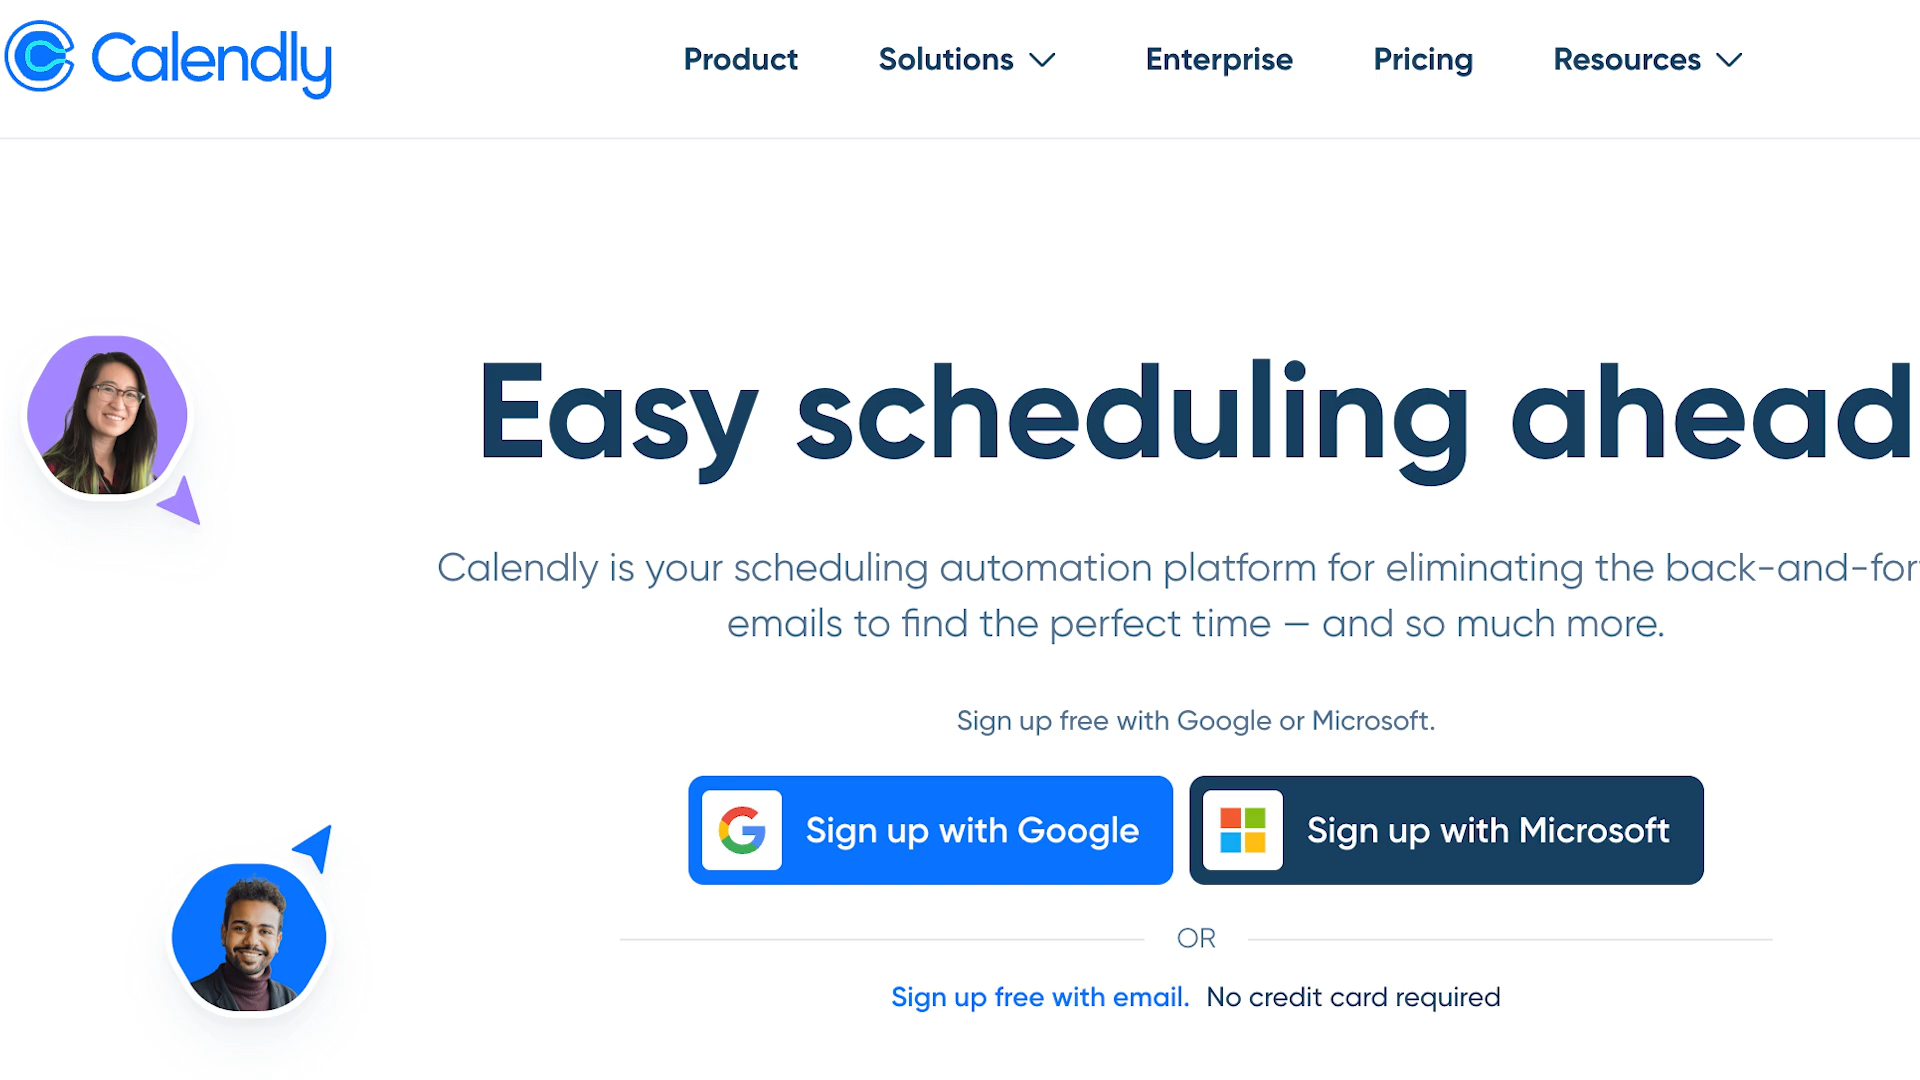 Calendly
Product Solutions Enterprise Pricing Resources
Easy scheduling ahead
Calendly is your scheduling automation platform for eliminating the back-and-for
emails to find the perfect time — and so much more.
Sign up free with Google or Microsoft.
Sign up with Google Sign up with Microsoft
OR
Sign up free with email. No credit card required